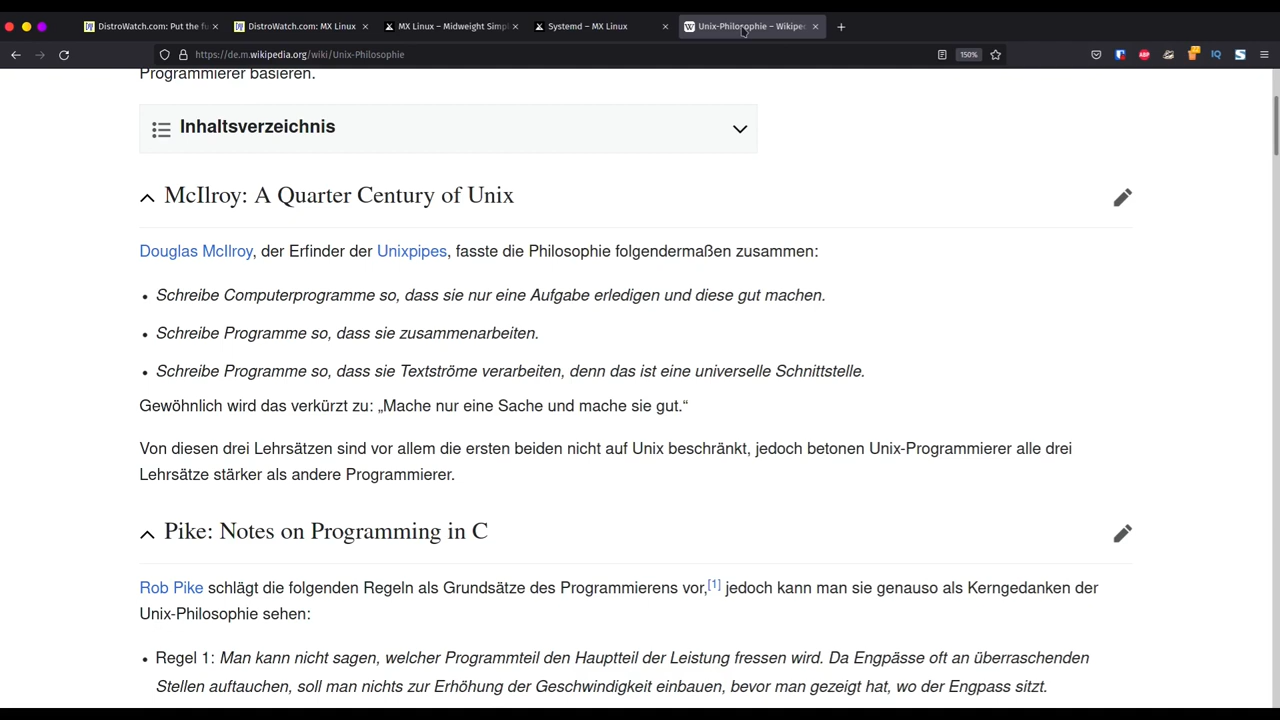 DistroWatch.com: Put the fu
DistroWatch.com: MX Linux
MX Linux – Midweight Simpl
Systemd – MX Linux
Unix-Philosophie – Wikiped
https://de.m.wikipedia.org/wiki/Unix-Philosophie
150%
Programmierer basieren.
Inhaltsverzeichnis
McIlroy: A Quarter Century of Unix
Douglas McIlroy, der Erfinder der Unixpipes, fasste die Philosophie folgendermaßen zusammen:
• Schreibe Computerprogramme so, dass sie nur eine Aufgabe erledigen und diese gut machen.
• Schreibe Programme so, dass sie zusammenarbeiten.
• Schreibe Programme so, dass sie Textströme verarbeiten, denn das ist eine universelle Schnittstelle.
Gewöhnlich wird das verkürzt zu: „Mache nur eine Sache und mache sie gut.“
Von diesen drei Lehrsätzen sind vor allem die ersten beiden nicht auf Unix beschränkt, jedoch betonen Unix-Programmierer alle drei
Lehrsätze stärker als andere Programmierer.
Pike: Notes on Programming in C
Rob Pike schlägt die folgenden Regeln als Grundsätze des Programmierens vor,[1] jedoch kann man sie genauso als Kerngedanken der
Unix-Philosophie sehen:
• Regel 1: Man kann nicht sagen, welcher Programmteil den Hauptteil der Leistung fressen wird. Da Engpässe oft an überraschenden
Stellen auftauchen, soll man nichts zur Erhöhung der Geschwindigkeit einbauen, bevor man gezeigt hat, wo der Engpass sitzt.